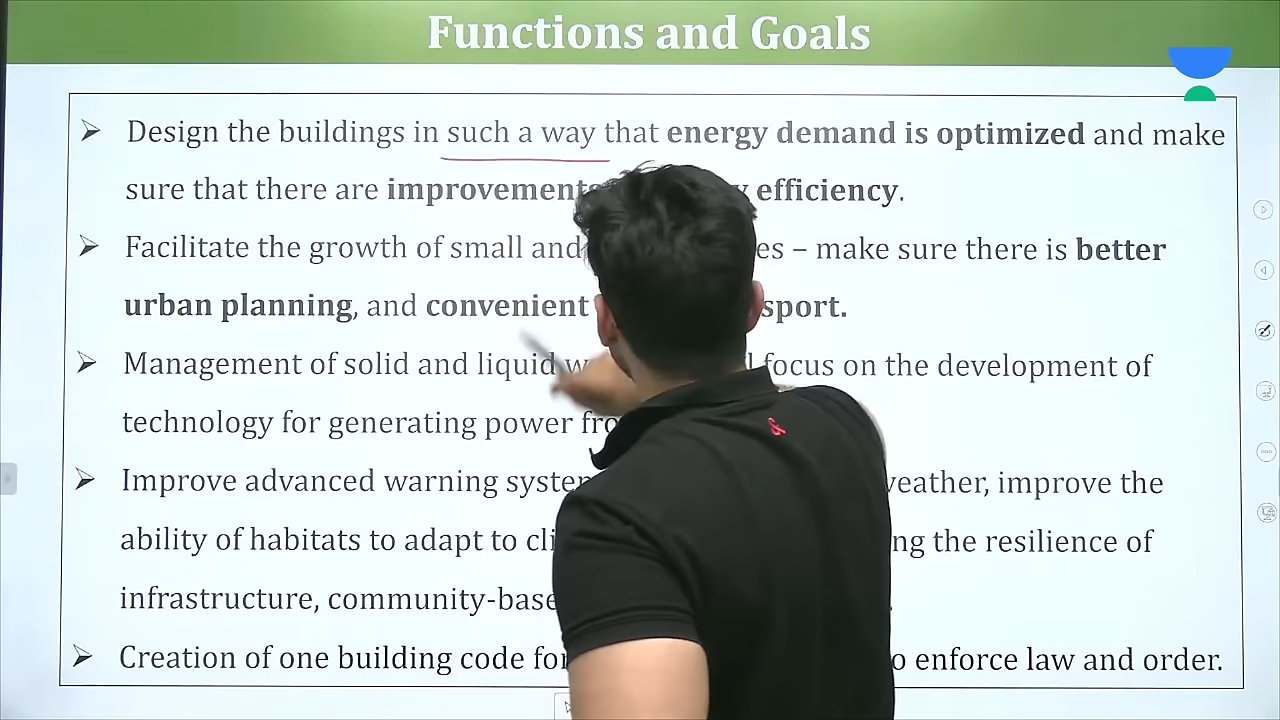 Functions and Goals
Design the buildings in such a way that energy demand is optimized and make
sure that there are improvements efficiency.
Facilitate the growth of small and – make sure there is better
urban planning, and convenient
Management of solid and liquid focus on the development of
technology for generating power
Improve advanced warning weather, improve the
ability of habitats to adapt to the resilience of
infrastructure,
Creation of one building code enforce law and order.
&